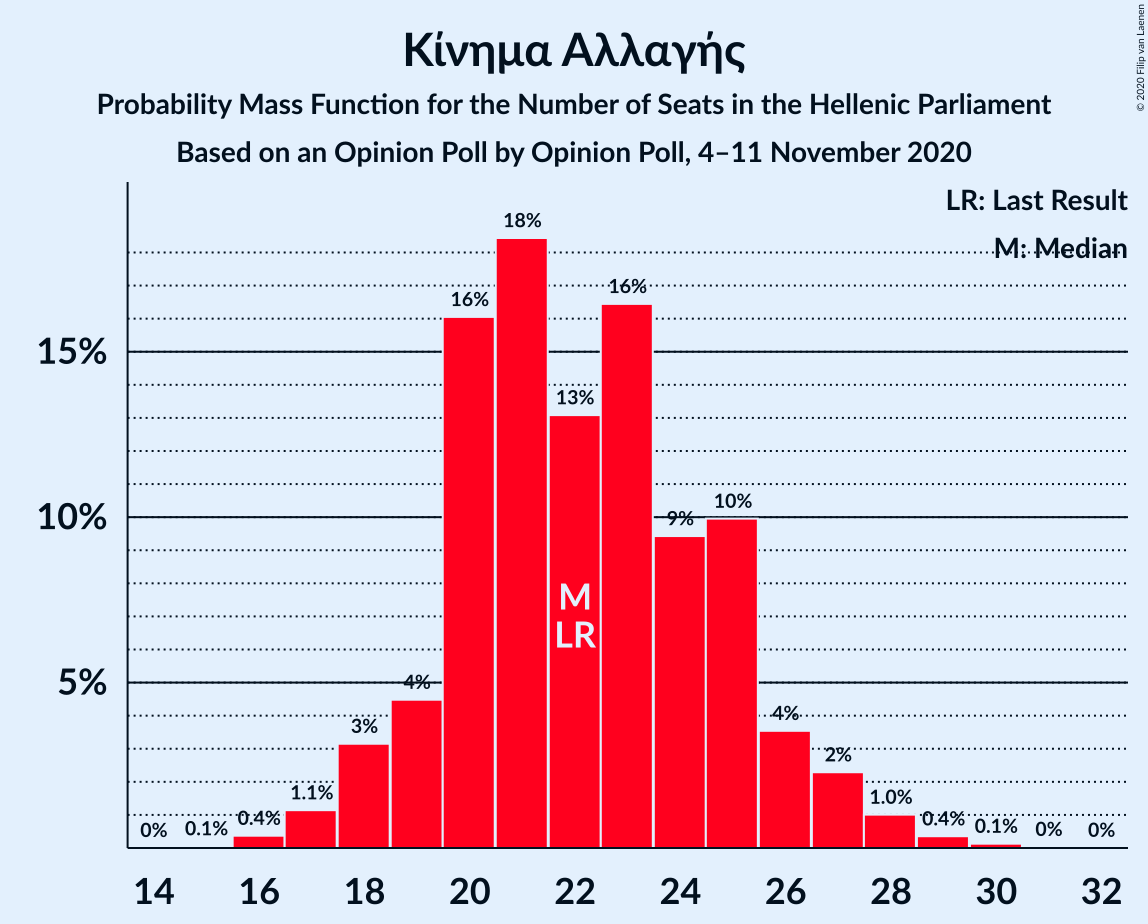 Κίνημα Αλλαγής
Probability Mass Function for the Number of Seats in the Hellenic Parliament
Based on an Opinion Poll by Opinion Poll, 4–11 November 2020
© 2020 Filip van Laenen
LR: Last Result
M: Median
15%
10%
5%
0%
0.1%
0.4%
1.1%
3%
4%
16%
18%
13%
16%
9%
10%
4%
2%
1.0%
0.4%
0.1%
0%
0%
M
LR
14 16 18 20 22 24 26 28 30 32